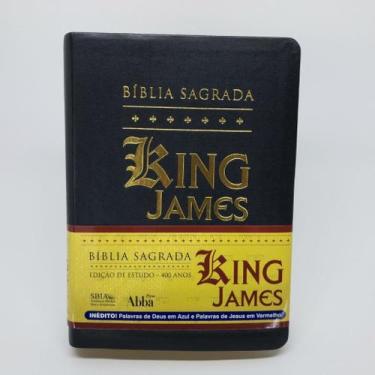 BÍBLIA SAGRADA
KING
JAMES
BÍBLIA SAGRADA
EDIÇÃO DE ESTUDO - 400 ANOS
KING
JAMES
Abba
INÉDITO! Palavras de Deus em Azul e Palavras de Jesus em Vermelho!